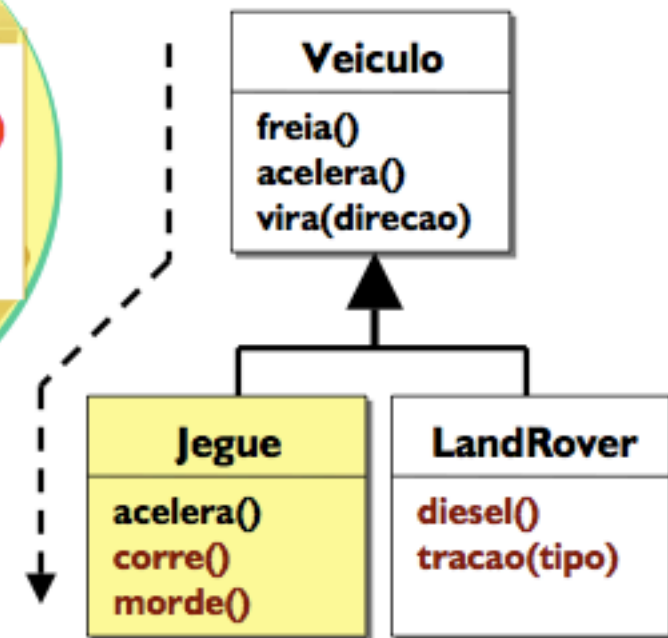 Veiculo
freia()
acelera()
vira(direcao)
Jegue
acelera()
corre()
morde()
LandRover
diesel()
tracao(tipo)